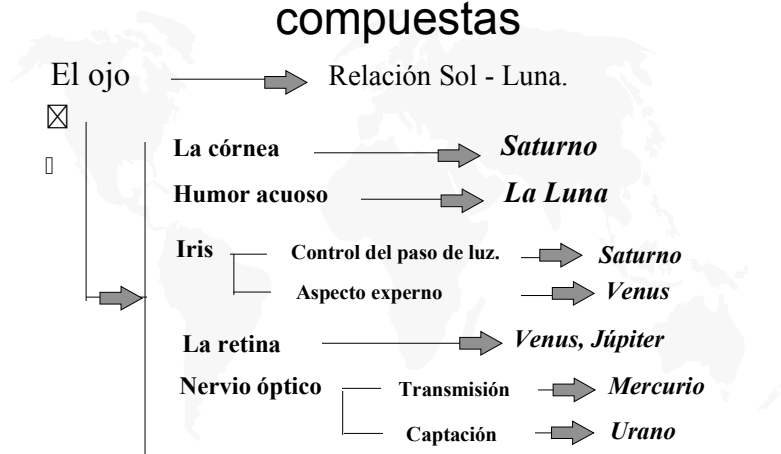 compuestas
El ojo Relación Sol - Luna.
La córnea Saturno
Humor acuoso La Luna
Iris Control del paso de luz. Saturno
Aspecto experno Venus
La retina Venus, Júpiter
Nervio óptico Transmisión Mercurio
Captación Urano